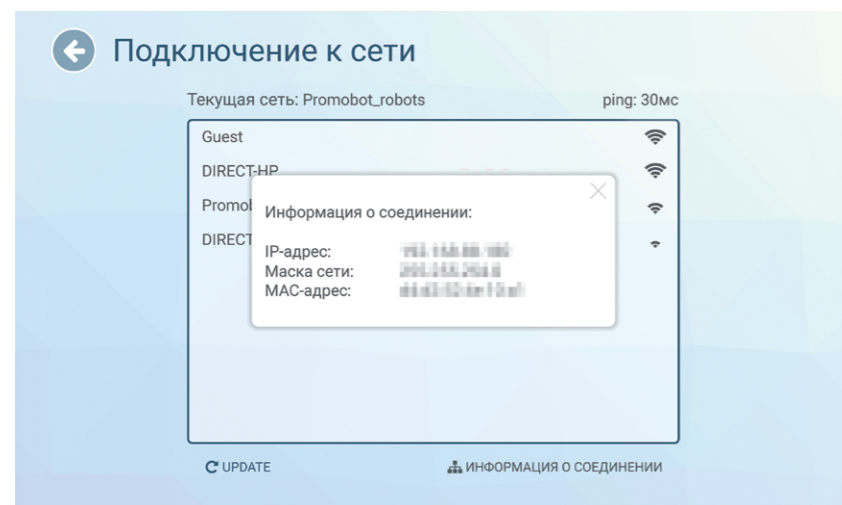 Подключение к сети
Текущая сеть: Promobot_robots ping: 30мс
Guest
DIRECT-HP
Promo
DIRECT
Информация о соединении:
IP-адрес:
Маска сети:
MAC-адрес:
UPDATE ИНФОРМАЦИЯ О СОЕДИНЕНИИ